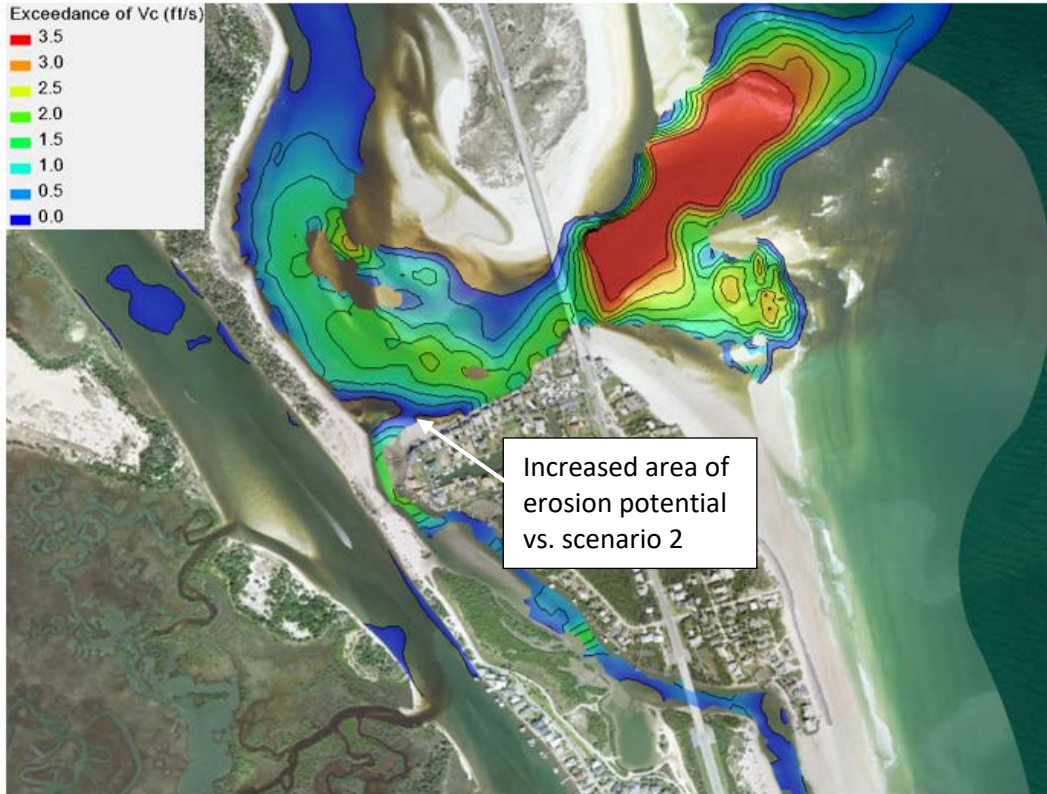 Exceedance of Vc (ft/s)
3.5
3.0
2.5
2.0
1.5
1.0
0.5
0.0
Increased area of
erosion potential
vs. scenario 2